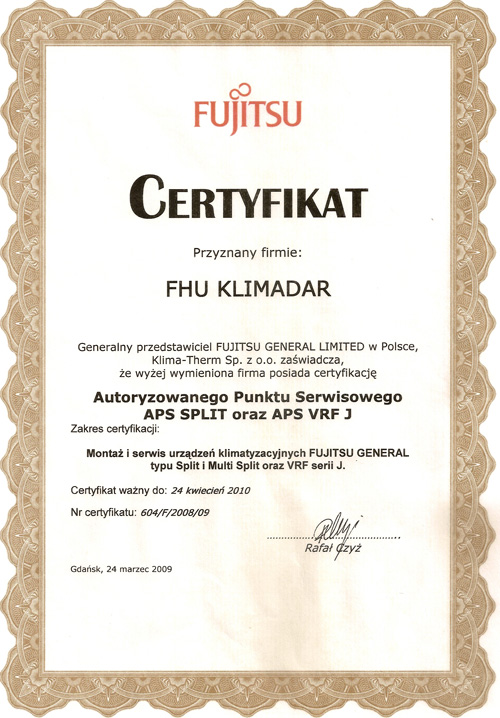 FUJITSU
CERTYFIKAT
Przyznany firmie:
FHU KLIMADAR
Generalny przedstawiciel FUJITSU GENERAL LIMITED w Polsce,
Klima-Therm Sp. z o.o. zaświadcza,
że wyżej wymieniona firma posiada certyfikację
Autoryzowanego Punktu Serwisowego
APS SPLIT oraz APS VRF J
Zakres certyfikacji:
Montaż i serwis urządzeń klimatyzacyjnych FUJITSU GENERAL
typu Split i Multi Split oraz VRF serii J.
Certyfikat ważny do: 24 kwiecień 2010
Nr certyfikatu: 604/F/2008/09
Rafał Czyż
Gdańsk, 24 marzec 2009